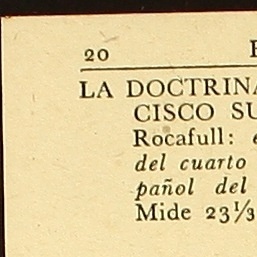 20
LA DOCTRINA
CISCO SU
Rocafull: e
del cuarto
pañol del
Mide 23⅓